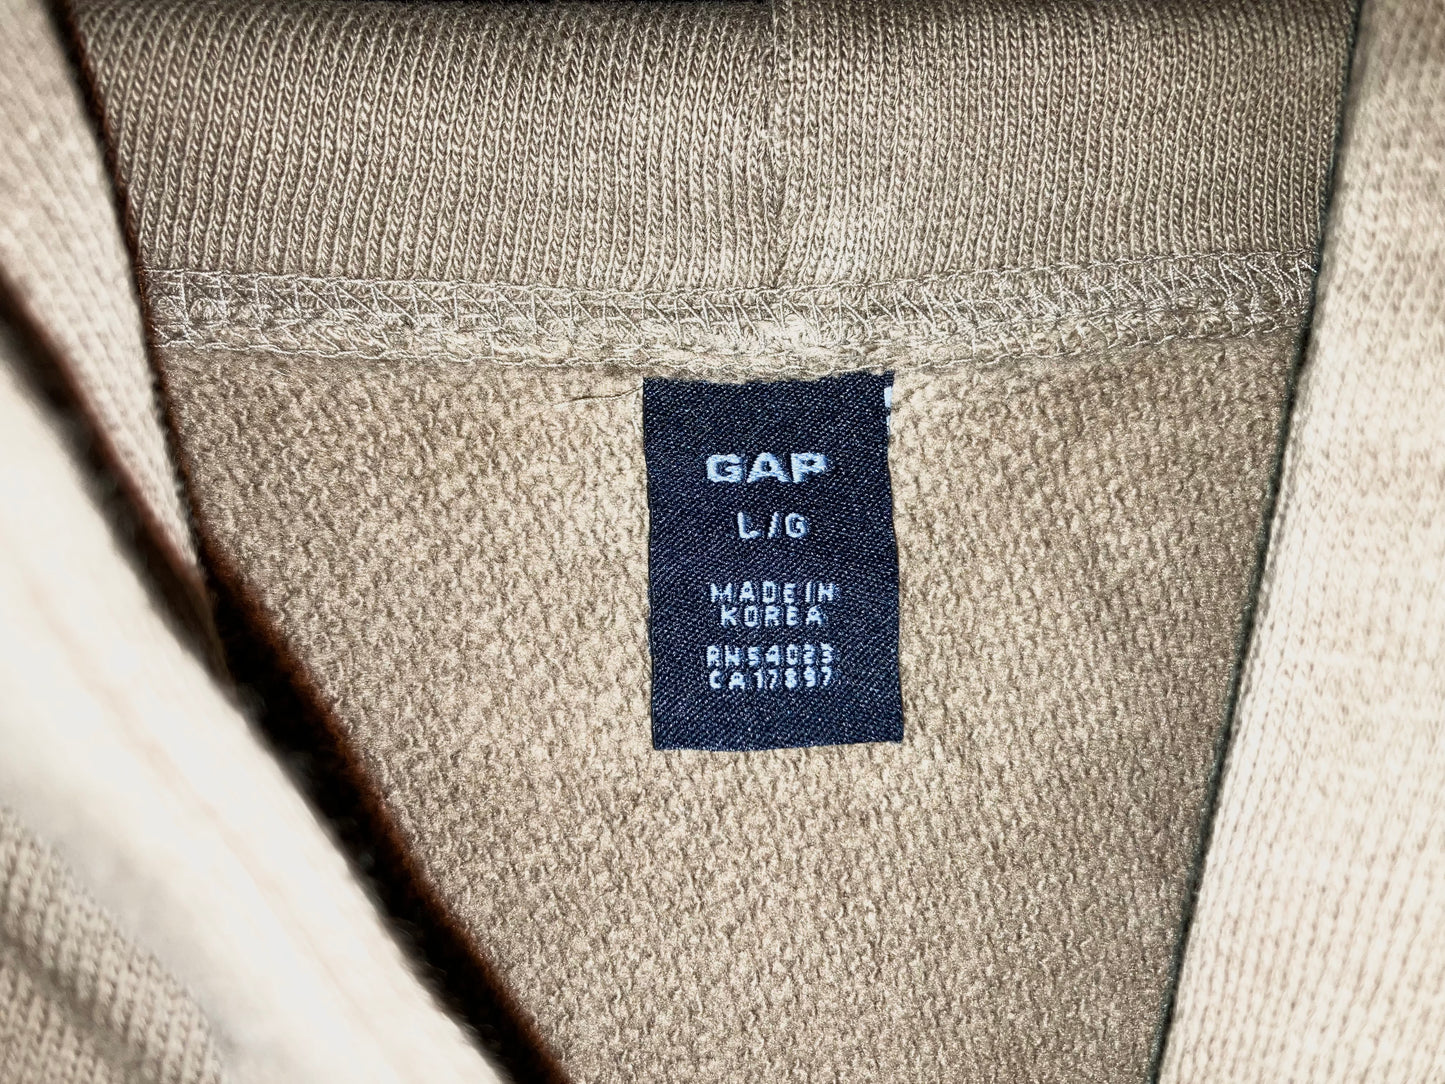 GAP
L/G
MADE IN
KOREA
RN54023
CA17897